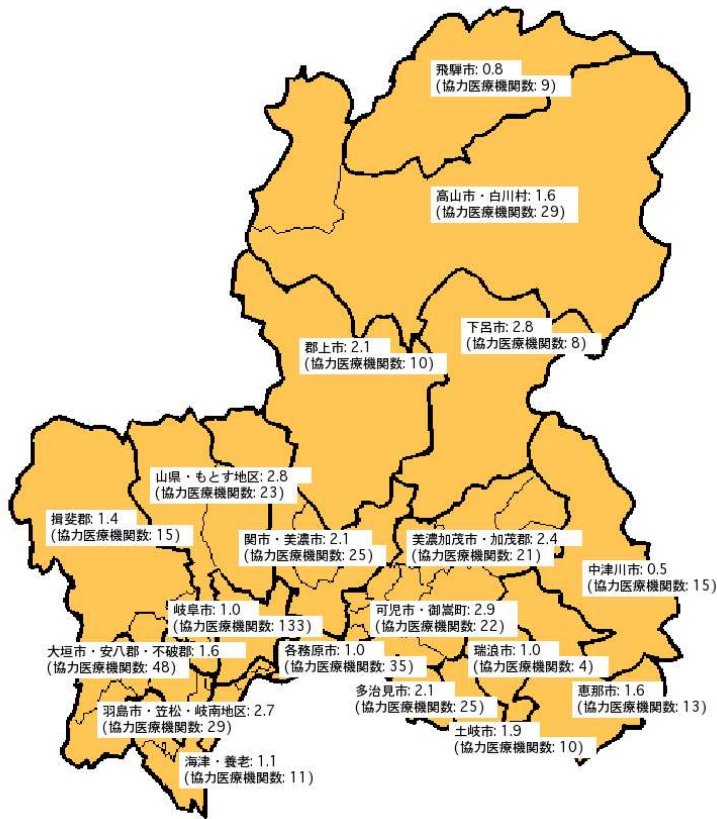 飛騨市: 0.8
(協力医療機関数: 9)
高山市・白川村: 1.6
(協力医療機関数: 29)
下呂市: 2.8
(協力医療機関数: 8)
郡上市: 2.1
(協力医療機関数: 10)
山県・もとす地区: 2.8
(協力医療機関数: 23)
揖斐郡: 1.4
(協力医療機関数: 15)
関市・美濃市: 2.1
(協力医療機関数: 25)
美濃加茂市・加茂郡: 2.4
(協力医療機関数: 21)
中津川市: 0.5
(協力医療機関数: 15)
岐阜市: 1.0
(協力医療機関数: 133)
可児市・御嵩町: 2.9
(協力医療機関数: 22)
大垣市・安八郡・不破郡: 1.6
(協力医療機関数: 48)
各務原市: 1.0
(協力医療機関数: 35)
瑞浪市: 1.0
(協力医療機関数: 4)
多治見市: 2.1
(協力医療機関数: 25)
恵那市: 1.6
(協力医療機関数: 13)
羽島市・笠松・岐南地区: 2.7
(協力医療機関数: 29)
土岐市: 1.9
(協力医療機関数: 10)
海津・養老: 1.1
(協力医療機関数: 11)